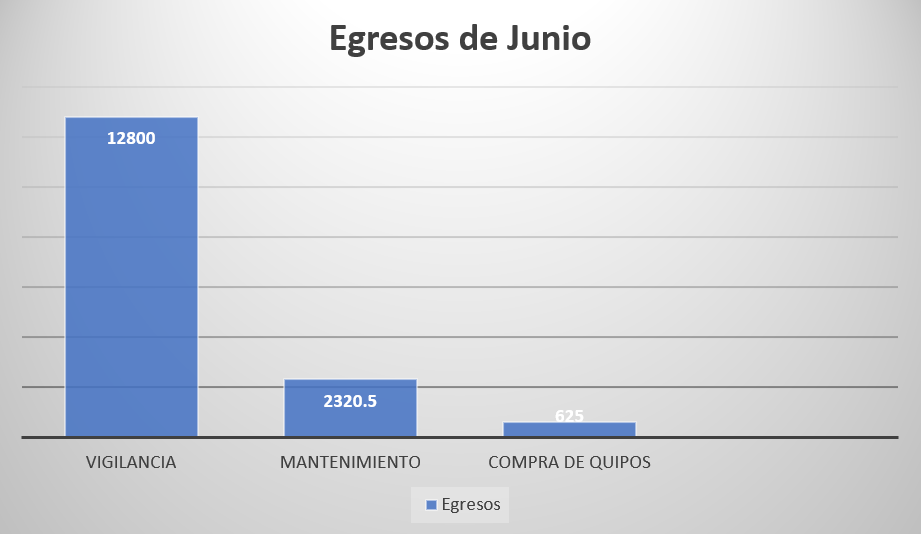 Egresos de Junio
12800
2320.5
625
VIGILANCIA
MANTENIMIENTO
COMPRA DE QUIPOS
Egresos